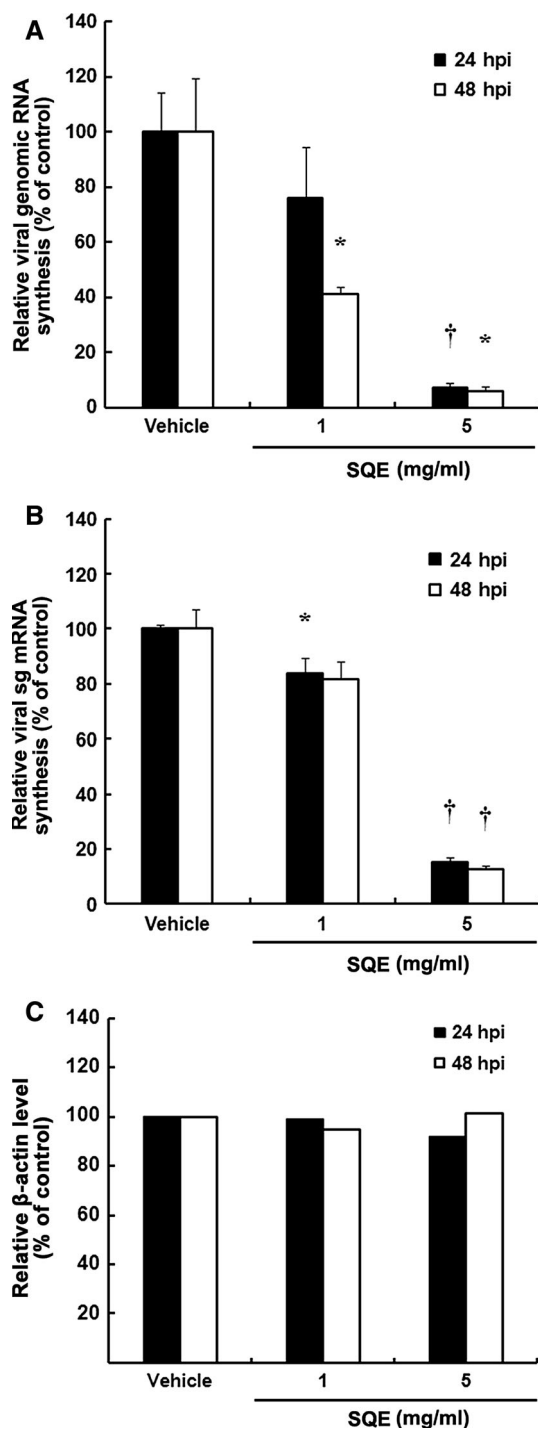 A
Relative viral genomic RNA
synthesis (% of control)
140
120
100
80
60
40
20
0
24 hpi
48 hpi
*
†
*
Vehicle
1
5
SQE (mg/ml)
B
Relative viral sg mRNA
synthesis (% of control)
140
120
100
80
60
40
20
0
24 hpi
48 hpi
*
†
†
Vehicle
1
5
SQE (mg/ml)
C
Relative β-actin level
(% of control)
140
120
100
80
60
40
20
24 hpi
48 hpi
Vehicle
1
5
SQE (mg/ml)